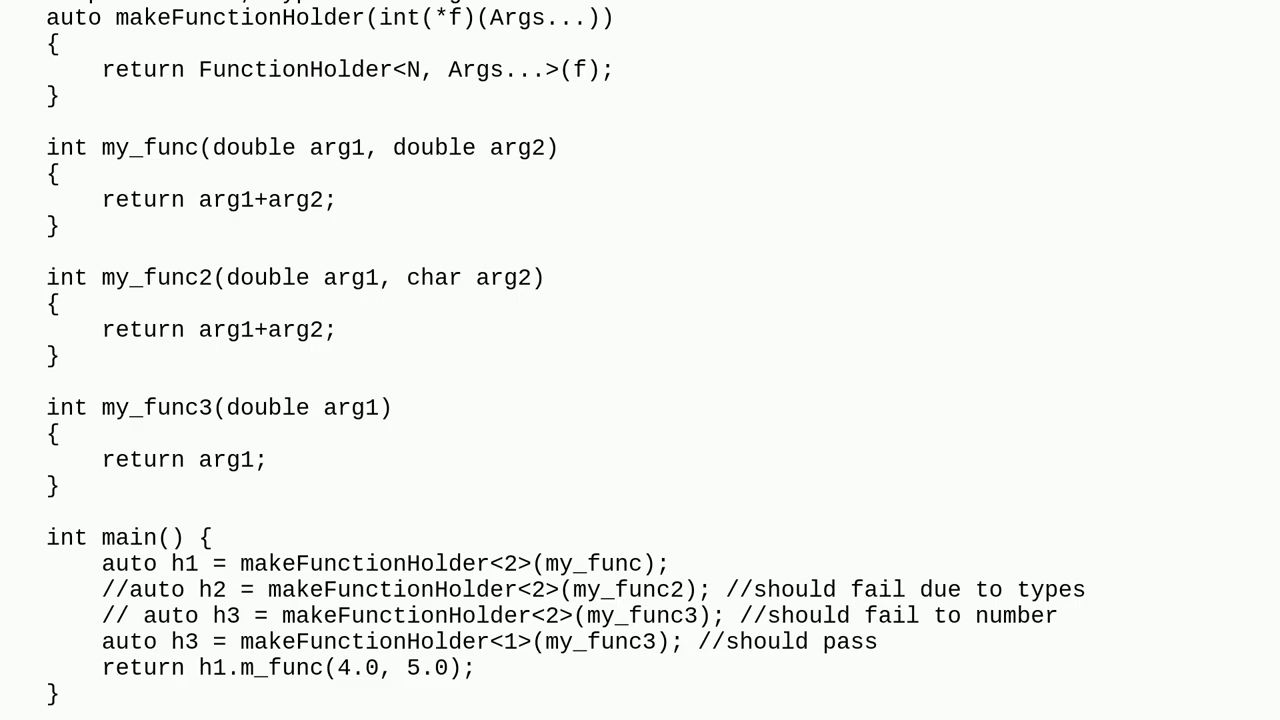 auto makeFunctionHolder(int(*f)(Args...))
{
    return FunctionHolder<N, Args...>(f);
}

int my_func(double arg1, double arg2)
{
    return arg1+arg2;
}

int my_func2(double arg1, char arg2)
{
    return arg1+arg2;
}

int my_func3(double arg1)
{
    return arg1;
}

int main() {
    auto h1 = makeFunctionHolder<2>(my_func);
    //auto h2 = makeFunctionHolder<2>(my_func2); //should fail due to types
    // auto h3 = makeFunctionHolder<2>(my_func3); //should fail to number
    auto h3 = makeFunctionHolder<1>(my_func3); //should pass
    return h1.m_func(4.0, 5.0);
}